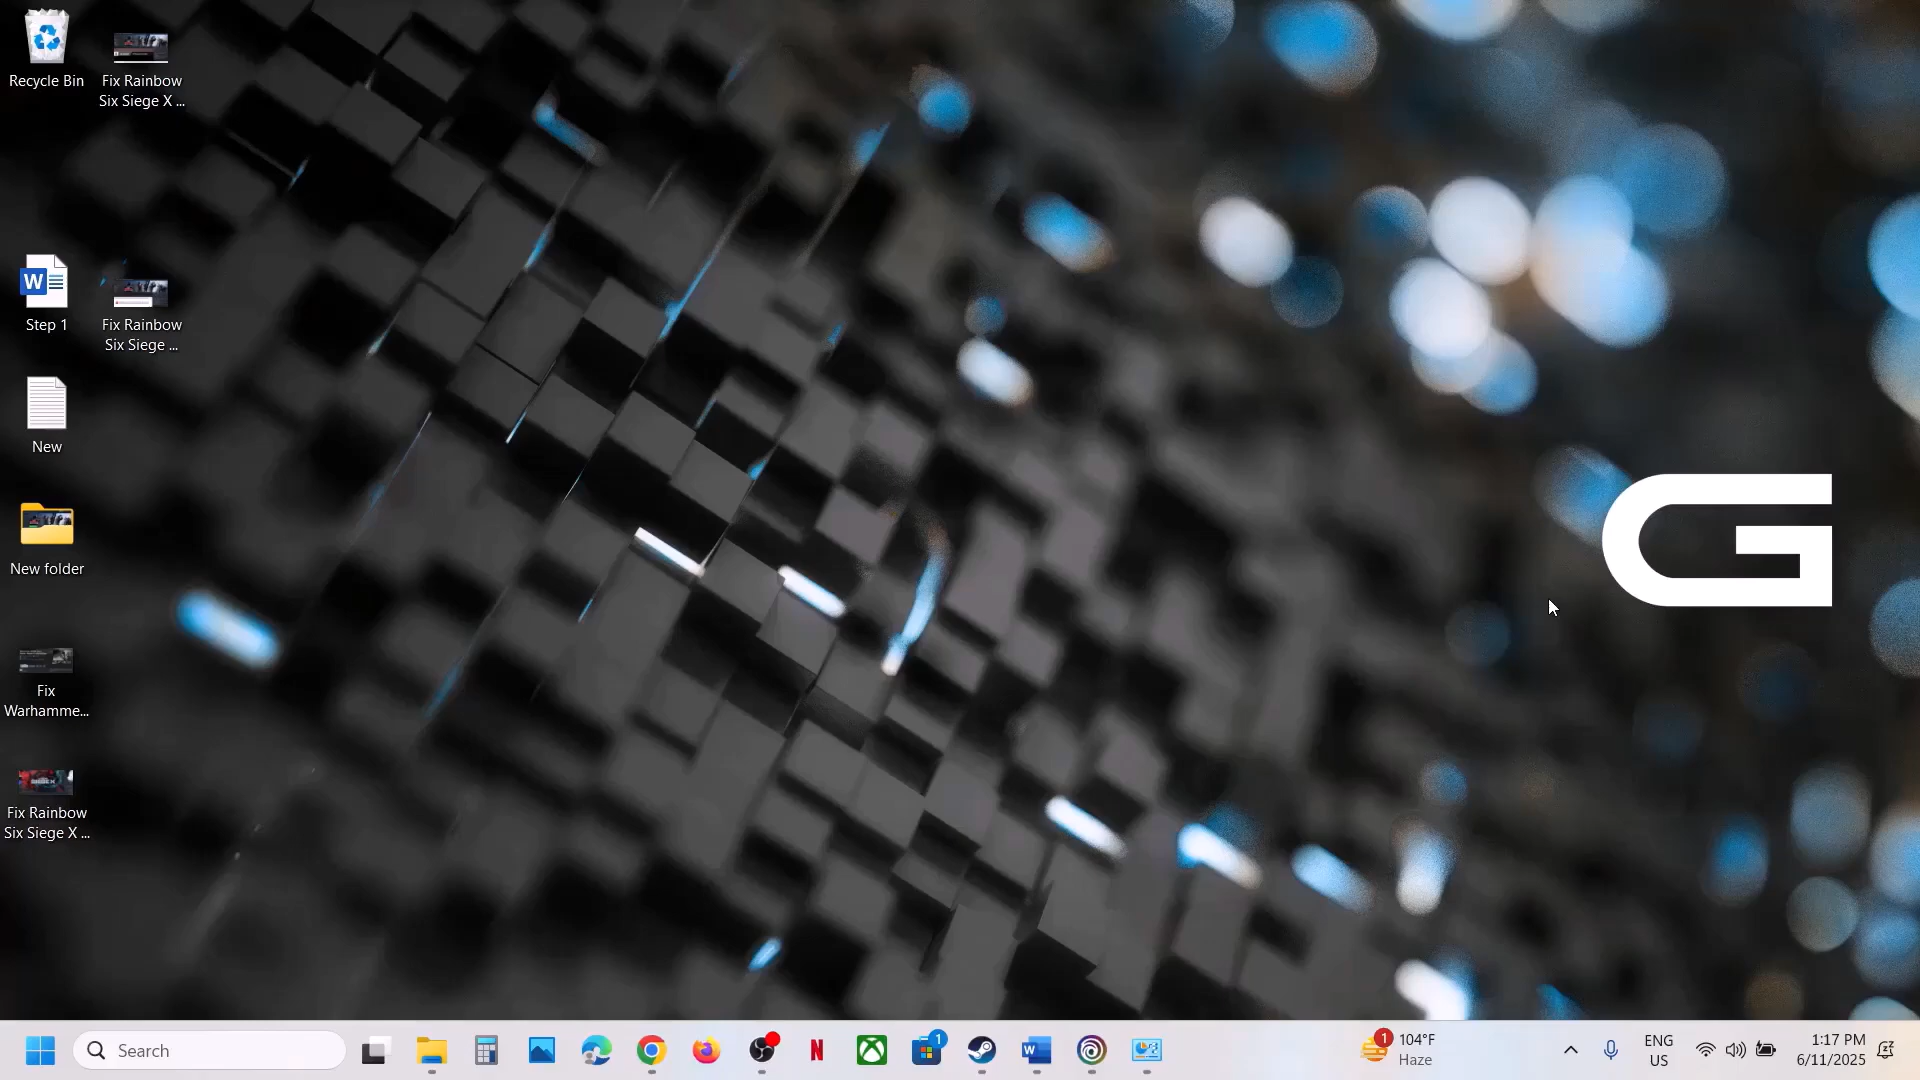 Recycle Bin
Fix Rainbow
Six Siege X ...
Step 1
Fix Rainbow
Six Siege ...
New
New folder
Fix
Warhamme...
Fix Rainbow
Six Siege X ...
G
Search
1
1
104°F
Haze
ENG
US
1:17 PM
6/11/2025